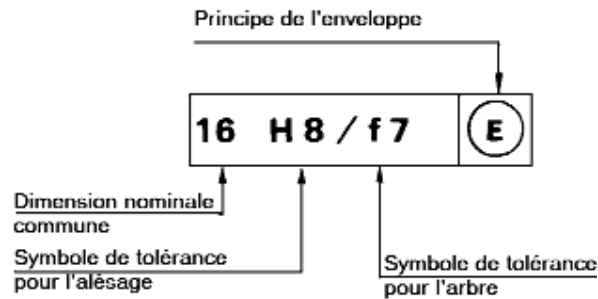 Principe de l'enveloppe
16 H8/f7 E
Dimension nominale
commune
Symbole de tolérance
pour l'alésage
Symbole de tolérance
pour l'arbre